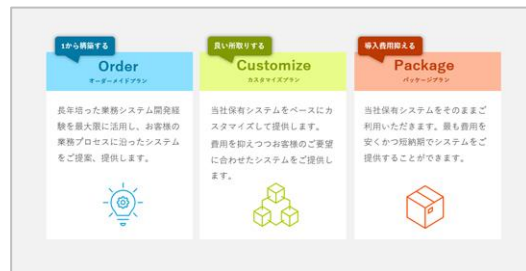 1から構築する
Order
オーダーメイドプラン
長年培った業務システム開発経
験を最大限に活用し、お客様の
業務プロセスに沿ったシステム
をご提案、提供します。
良い所取りする
Customize
カスタマイズプラン
当社保有システムをベースにカ
スタマイズして提供します。
費用を抑えつつお客様のご要望
に合わせたシステムをご提供し
ます。
導入費用抑える
Package
パッケージプラン
当社保有システムをそのままご
利用いただきます。最も費用を
安くかつ短納期でシステムをご
提供することができます。